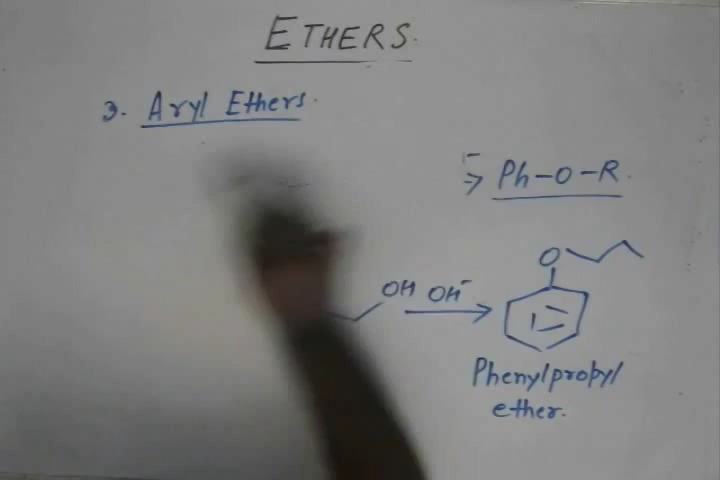 ETHERS.
3. Aryl Ethers.
Ph-O-R.
O
OH OH⁻
Phenylpropyl
ether.